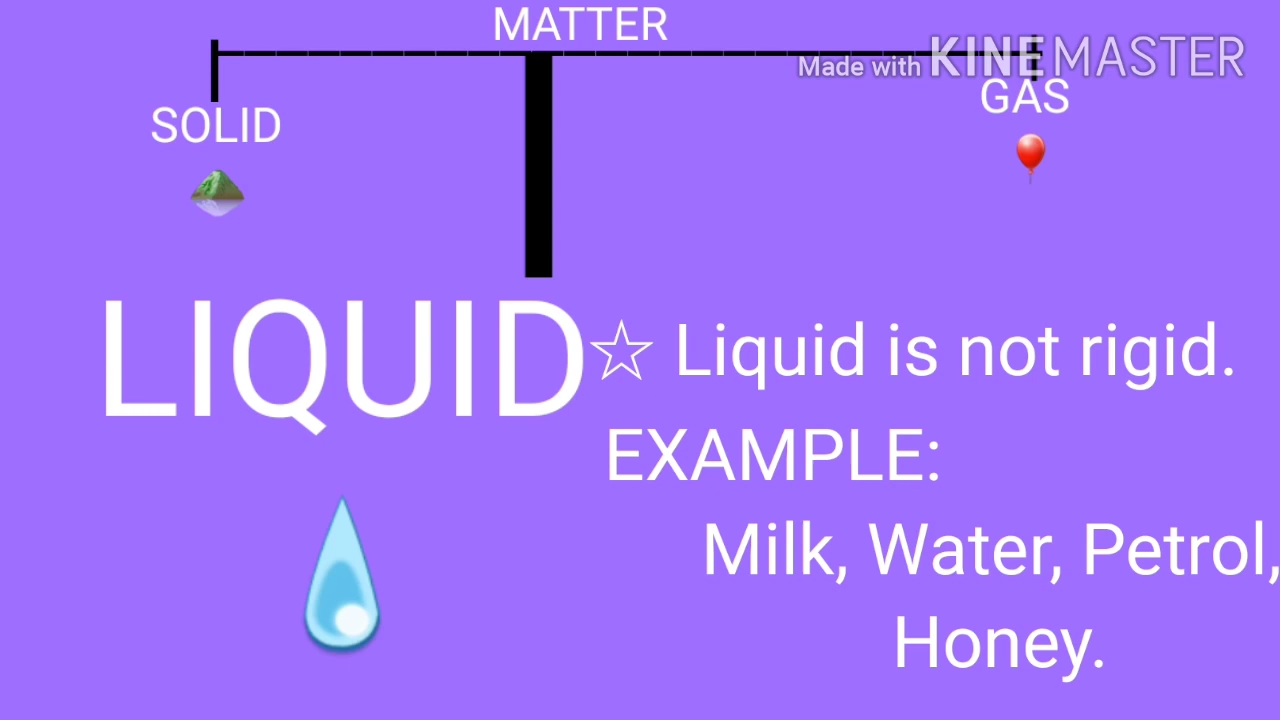 MATTER
Made with KINEMASTER
SOLID
GAS
LIQUID
☆ Liquid is not rigid.
EXAMPLE:
Milk, Water, Petrol,
Honey.